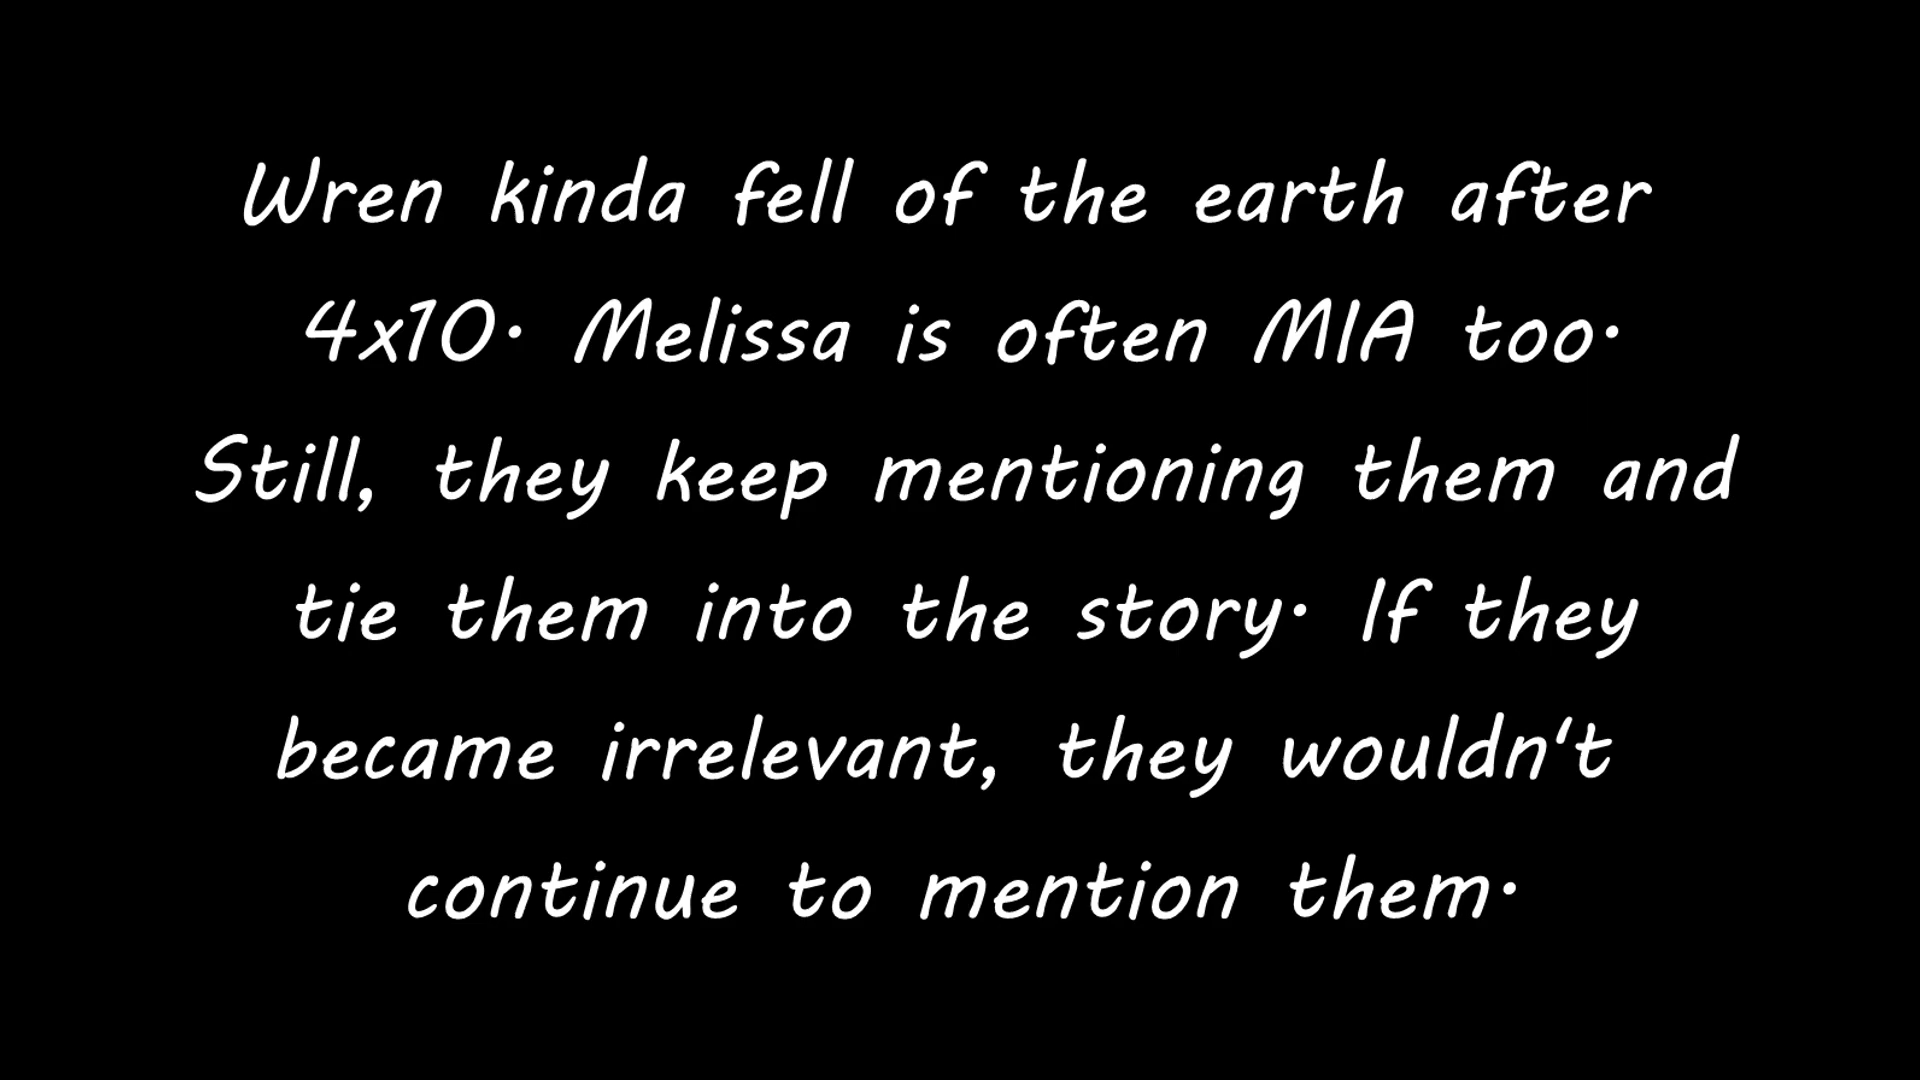 Wren kinda fell of the earth after
4x10. Melissa is often MIA too.
Still, they keep mentioning them and
tie them into the story. If they
became irrelevant, they wouldn't
continue to mention them.